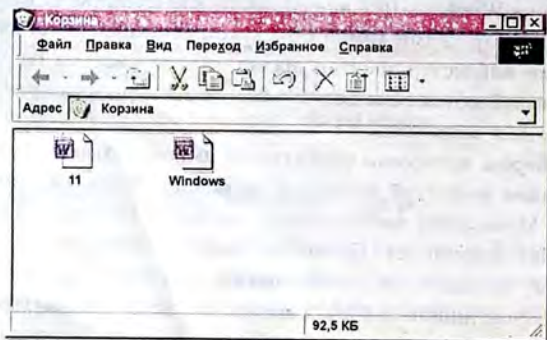 Корзина
Файл Правка Вид Переход Избранное Справка
Адрес Корзина
11 Windows
92,5 КБ